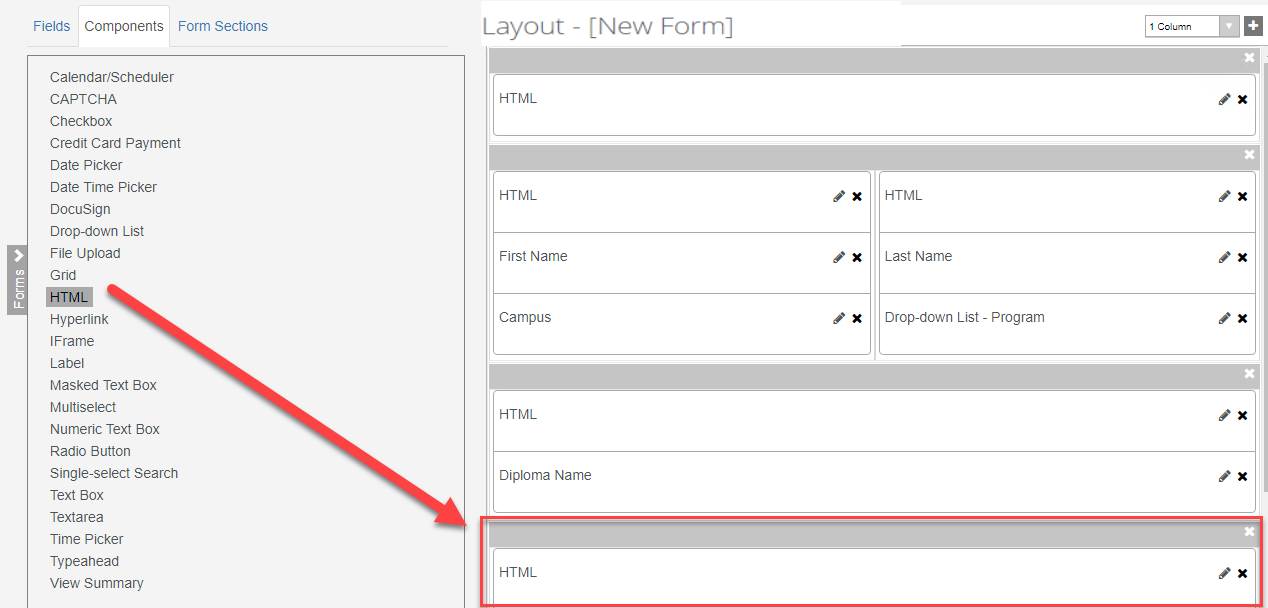 Fields Components Form Sections
Calendar/Scheduler
CAPTCHA
Checkbox
Credit Card Payment
Date Picker
Date Time Picker
DocuSign
Drop-down List
File Upload
Grid
HTML
Hyperlink
IFrame
Label
Masked Text Box
Multiselect
Numeric Text Box
Radio Button
Single-select Search
Text Box
Textarea
Time Picker
Typeahead
View Summary
Forms
Layout - [New Form]
1 Column
HTML
HTML HTML
First Name Last Name
Campus Drop-down List - Program
HTML
Diploma Name
HTML